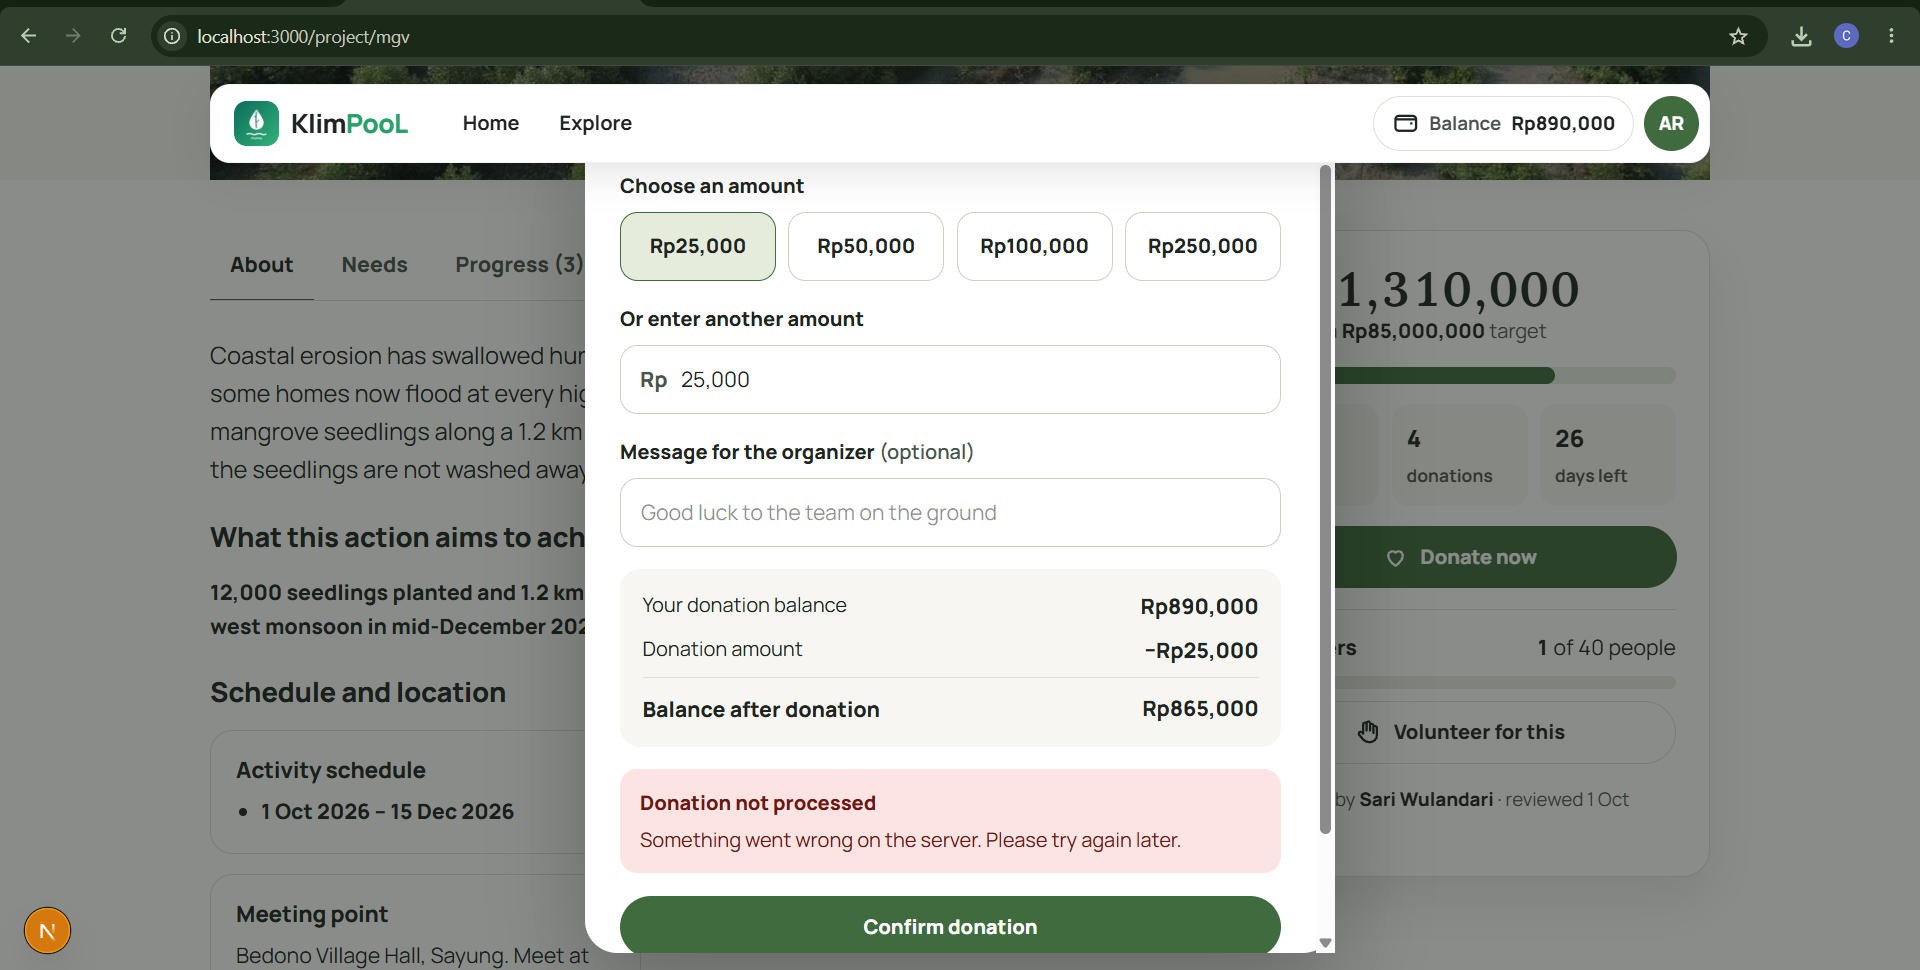 localhost:3000/project/mgv
C
KlimPooL
Home
Explore
Balance Rp890,000
AR
Choose an amount
Rp25,000
Rp50,000
Rp100,000
Rp250,000
Or enter another amount
Rp 25,000
Message for the organizer (optional)
Good luck to the team on the ground
Your donation balance Rp890,000
Donation amount −Rp25,000
Balance after donation Rp865,000
Donation not processed
Something went wrong on the server. Please try again later.
Confirm donation
About
Needs
Progress (3)
Coastal erosion has swallowed
some homes now flood at every
mangrove seedlings along a 1.2 km
the seedlings are not washed away
What this action aims to
12,000 seedlings planted and 1.2 km
west monsoon in mid-December
Schedule and location
Activity schedule
• 1 Oct 2026 – 15 Dec 2026
Meeting point
Bedono Village Hall, Sayung. Meet at
N
1,310,000
Rp85,000,000 target
4
donations
26
days left
Donate now
1 of 40 people
Volunteer for this
by Sari Wulandari · reviewed 1 Oct